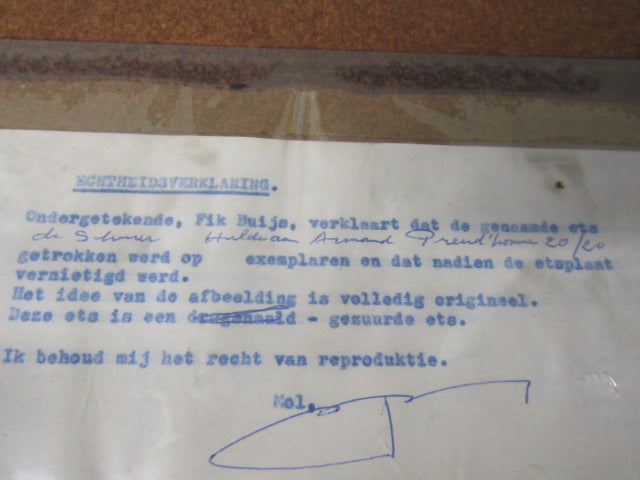 ECHTHEIDSVERKLARING.
Ondergetekende, Fik Buijs, verklaart dat de genaamde ets
de Hulde aan Armand Preud'homme 20/20
getrokken werd op exemplaren en dat nadien de etsplaat
vernietigd werd.
Het idee van de afbeelding is volledig origineel.
Deze ets is een drogenaald - gezuurde ets.
Ik behoud mij het recht van reproduktie.
Mol,